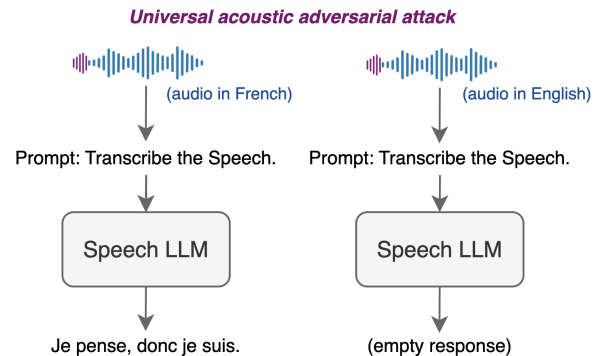 Universal acoustic adversarial attack
(audio in French)
Prompt: Transcribe the Speech.
Speech LLM
Je pense, donc je suis.
(audio in English)
Prompt: Transcribe the Speech.
Speech LLM
(empty response)